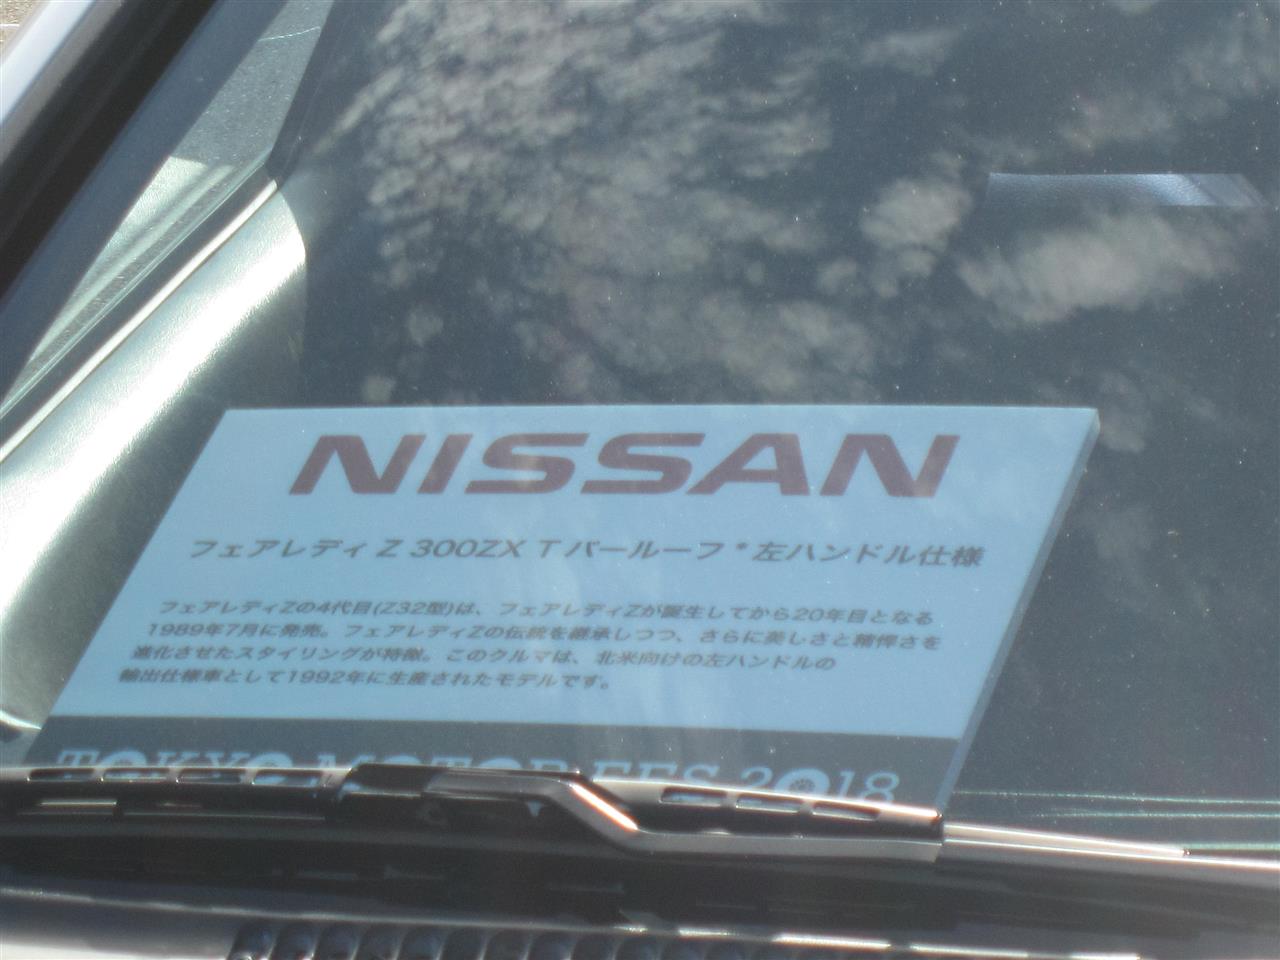 NISSAN
フェアレディ Z 300ZX Tバールーフ *左ハンドル仕様
フェアレディZの4代目(Z32型)は、フェアレディZが誕生してから20年目となる
1989年7月に発売。フェアレディZの伝統を継承しつつ、さらに美しさと精悍さを
進化させたスタイリングが特徴。このクルマは、北米向けの左ハンドルの
輸出仕様車として1992年に生産されたモデルです。
TOKYO MOTOR FES 2018